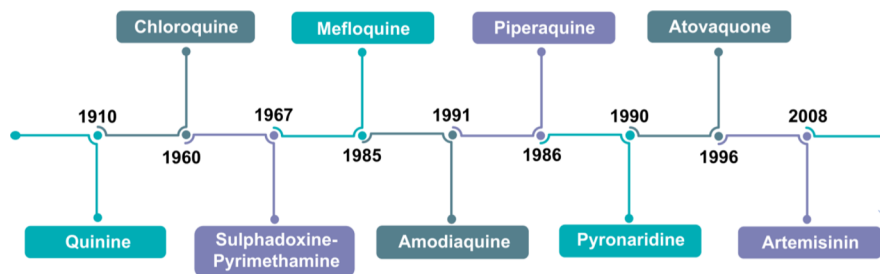 Chloroquine
Mefloquine
Piperaquine
Atovaquone
1910
1967
1991
1990
2008
1960
1985
1986
1996
Quinine
Sulphadoxine-
Pyrimethamine
Amodiaquine
Pyronaridine
Artemisinin